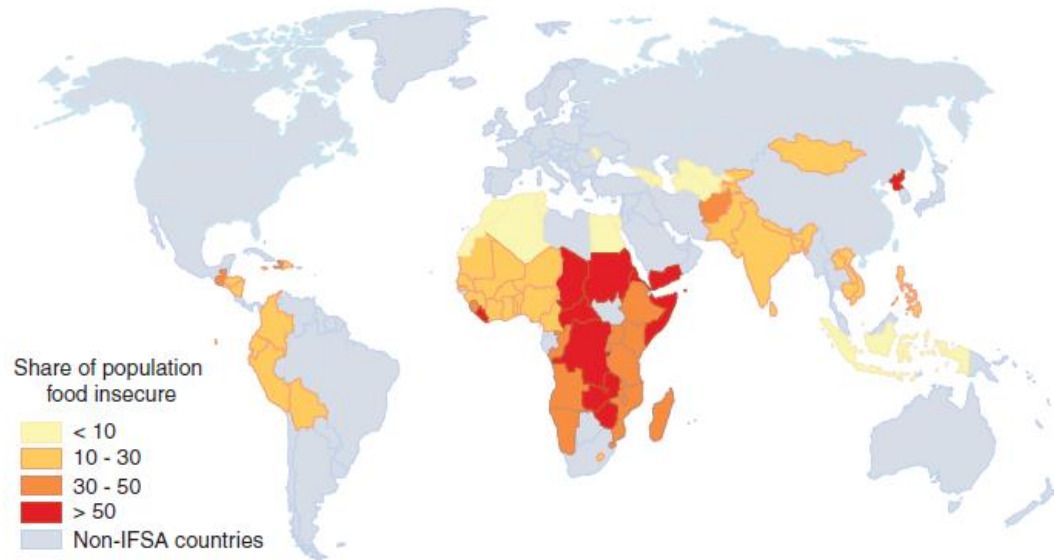 Share of population
food insecure
< 10
10 - 30
30 - 50
> 50
Non-IFSA countries